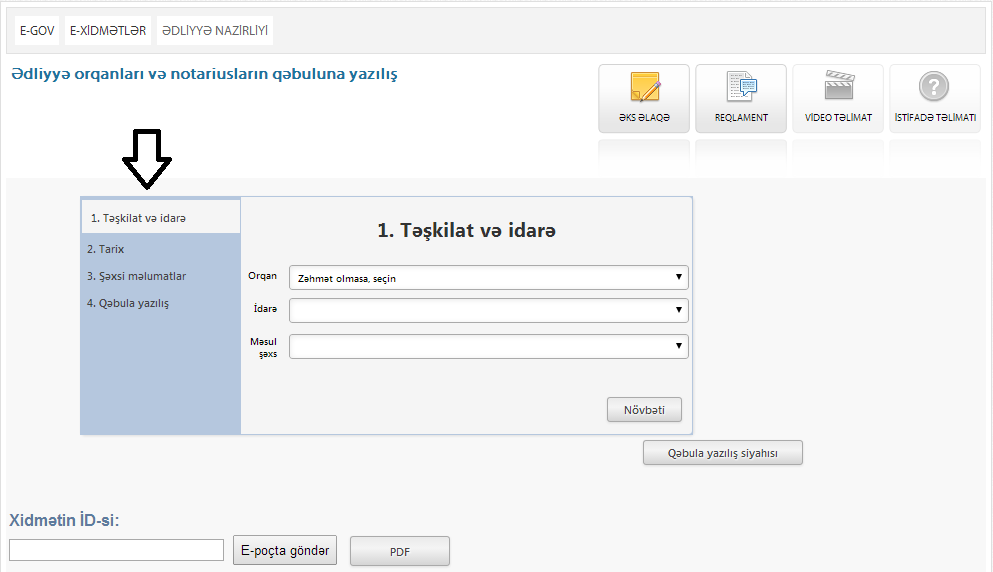 E-GOV
E-XİDMƏTLƏR
ƏDLİYYƏ NAZİRLİYİ
Ədliyyə orqanları və notariusların qəbuluna yazılış
ƏKS ƏLAQƏ
REQLAMENT
VİDEO TƏLİMAT
İSTİFADƏ TƏLİMATI
1. Təşkilat və idarə
2. Tarix
3. Şəxsi məlumatlar
4. Qəbula yazılış
1. Təşkilat və idarə
Orqan
Zəhmət olmasa, seçin
İdarə
Məsul
şəxs
Növbəti
Qəbula yazılış siyahısı
Xidmətin İD-si:
E-poçta göndər
PDF